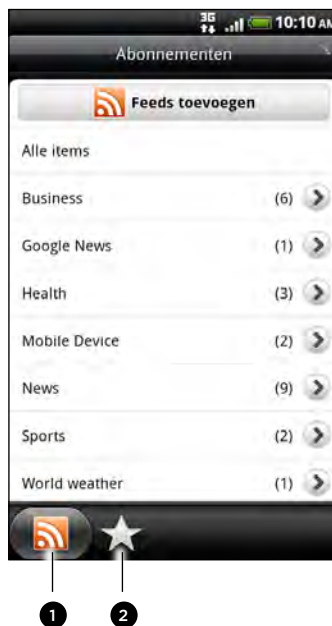 3G 10:10 AM
Abonnementen
Feeds toevoegen
Alle items
Business (6)
Google News (1)
Health (3)
Mobile Device (2)
News (9)
Sports (2)
World weather (1)
1 2